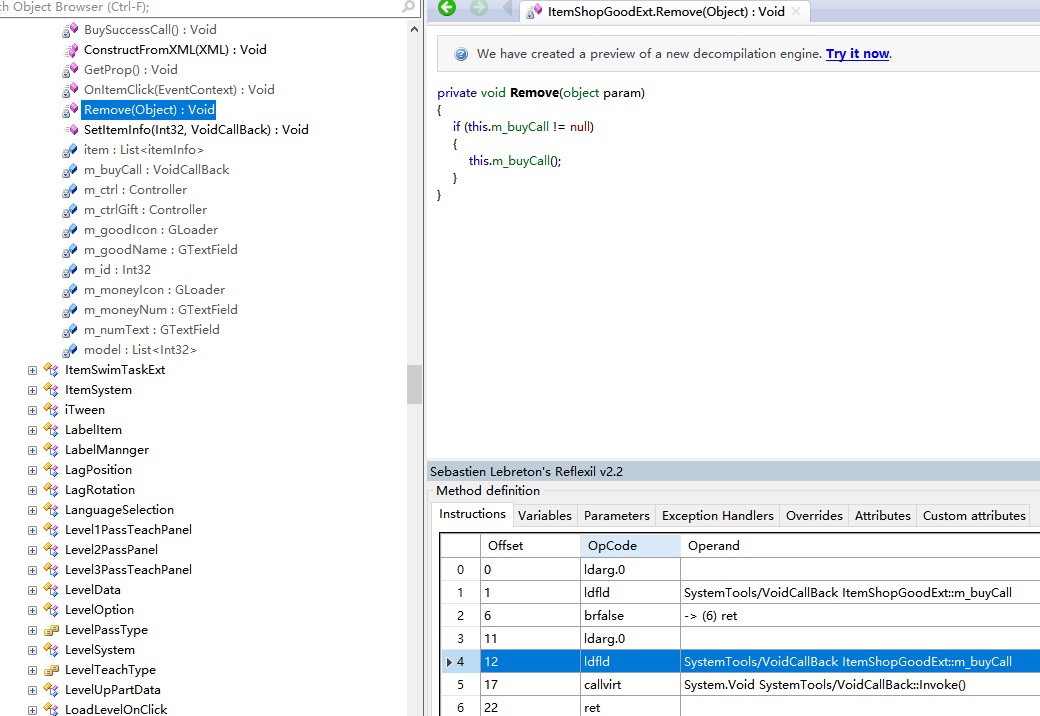 ch Object Browser (Ctrl-F);
BuySuccessCall() : Void
ConstructFromXML(XML) : Void
GetProp() : Void
OnItemClick(EventContext) : Void
Remove(Object) : Void
SetItemInfo(Int32, VoidCallBack) : Void
item : List<itemInfo>
m_buyCall : VoidCallBack
m_ctrl : Controller
m_ctrlGift : Controller
m_goodIcon : GLoader
m_goodName : GTextField
m_id : Int32
m_moneyIcon : GLoader
m_moneyNum : GTextField
m_numText : GTextField
model : List<Int32>
ItemSwimTaskExt
ItemSystem
iTween
LabelItem
LabelMannger
LagPosition
LagRotation
LanguageSelection
Level1PassTeachPanel
Level2PassPanel
Level3PassTeachPanel
LevelData
LevelOption
LevelPassType
LevelSystem
LevelTeachType
LevelUpPartData
LoadLevelOnClick
ItemShopGoodExt.Remove(Object) : Void
We have created a preview of a new decompilation engine. Try it now.
private void Remove(object param)
{
if (this.m_buyCall != null)
{
this.m_buyCall();
}
}
Sebastien Lebreton's Reflexil v2.2
Method definition
Instructions Variables Parameters Exception Handlers Overrides Attributes Custom attributes
Offset OpCode Operand
0 0 ldarg.0
1 1 ldfld SystemTools/VoidCallBack ItemShopGoodExt::m_buyCall
2 6 brfalse -> (6) ret
3 11 ldarg.0
4 12 ldfld SystemTools/VoidCallBack ItemShopGoodExt::m_buyCall
5 17 callvirt System.Void SystemTools/VoidCallBack::Invoke()
6 22 ret